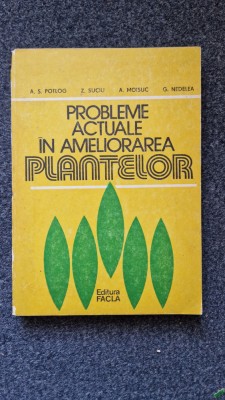 A. S. POTLOG Z. SUCIU A. MOISUC G. NEDELEA
PROBLEME
ACTUALE
ÎN AMELIORAREA
PLANTELOR
Editura
FACLA